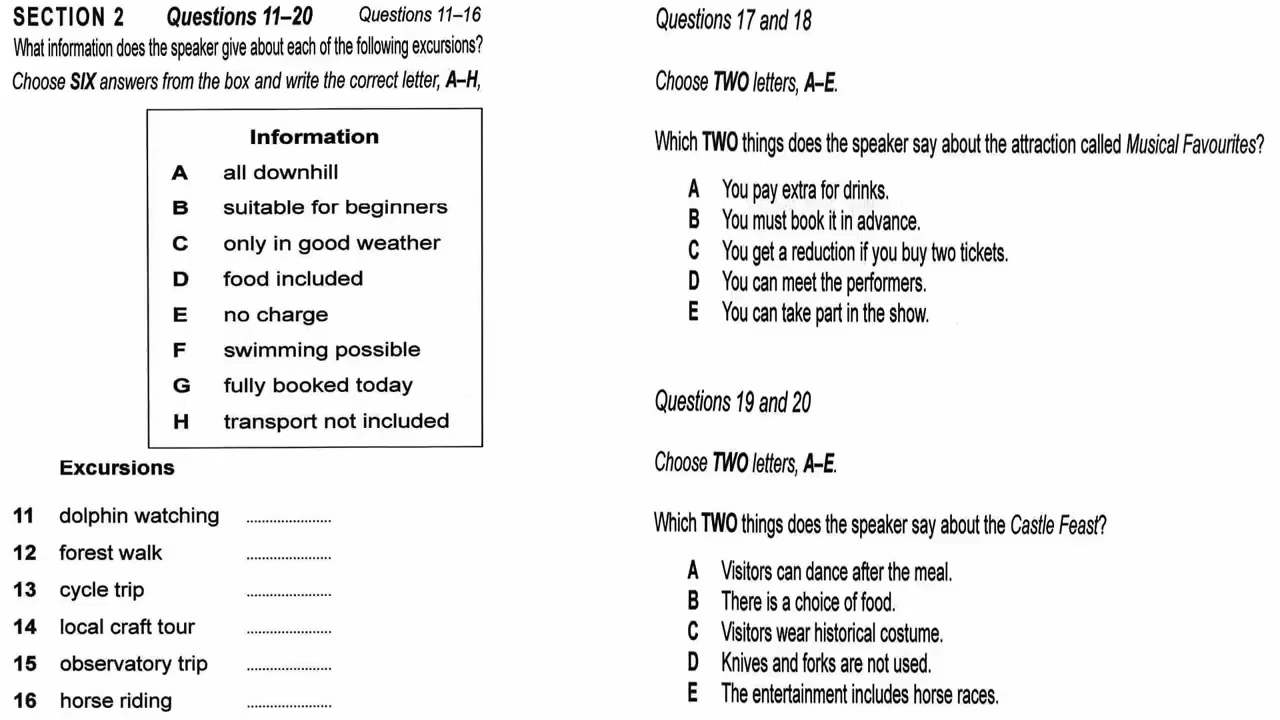 SECTION 2 Questions 11–20 Questions 11–16
What information does the speaker give about each of the following excursions?
Choose SIX answers from the box and write the correct letter, A–H,
Information
A all downhill
B suitable for beginners
C only in good weather
D food included
E no charge
F swimming possible
G fully booked today
H transport not included
Excursions
11 dolphin watching ......................
12 forest walk ......................
13 cycle trip ......................
14 local craft tour ......................
15 observatory trip ......................
16 horse riding ......................
Questions 17 and 18
Choose TWO letters, A–E.
Which TWO things does the speaker say about the attraction called Musical Favourites?
A You pay extra for drinks.
B You must book it in advance.
C You get a reduction if you buy two tickets.
D You can meet the performers.
E You can take part in the show.
Questions 19 and 20
Choose TWO letters, A–E.
Which TWO things does the speaker say about the Castle Feast?
A Visitors can dance after the meal.
B There is a choice of food.
C Visitors wear historical costume.
D Knives and forks are not used.
E The entertainment includes horse races.